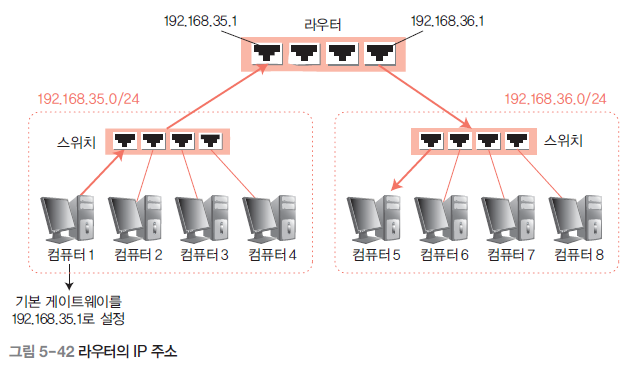 192.168.35.1
라우터
192.168.36.1
192.168.35.0/24
192.168.36.0/24
스위치
스위치
컴퓨터 1
컴퓨터 2
컴퓨터 3
컴퓨터 4
컴퓨터 5
컴퓨터 6
컴퓨터 7
컴퓨터 8
기본 게이트웨이를
192.168.35.1로 설정
그림 5-42 라우터의 IP 주소